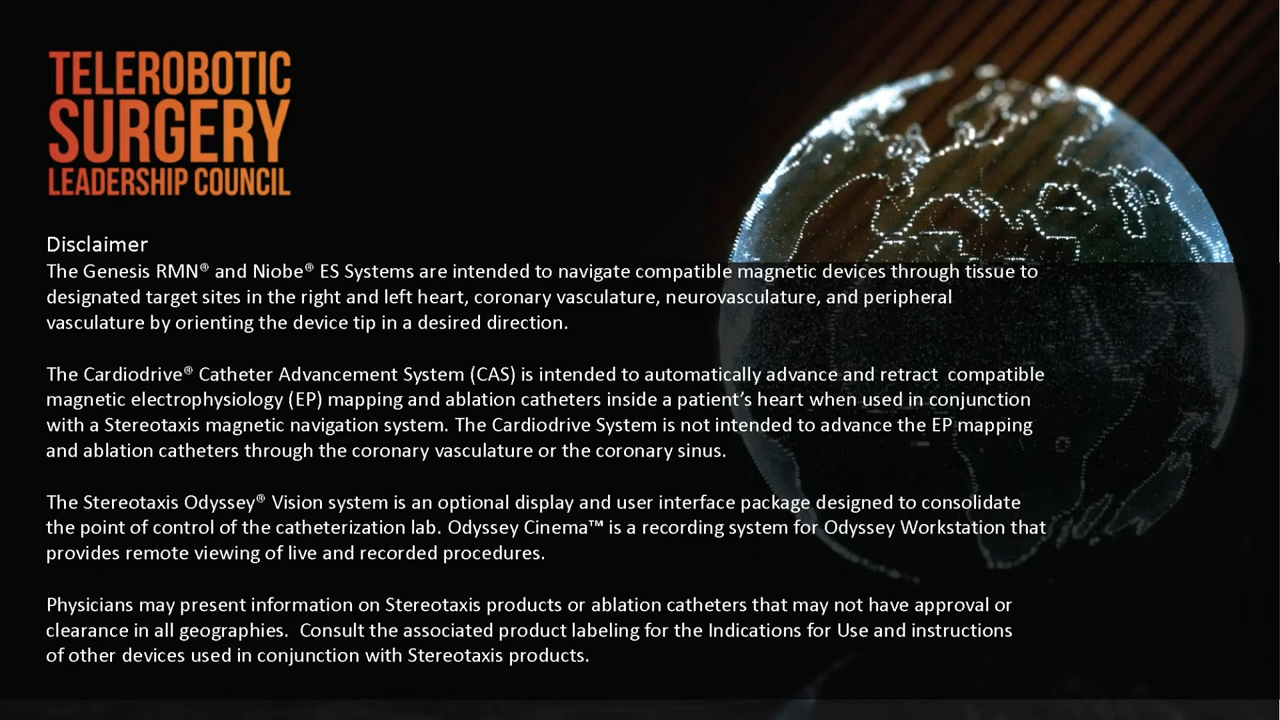 TELEROBOTIC
SURGERY
LEADERSHIP COUNCIL
Disclaimer
The Genesis RMN® and Niobe® ES Systems are intended to navigate compatible magnetic devices through tissue to
designated target sites in the right and left heart, coronary vasculature, neurovasculature, and peripheral
vasculature by orienting the device tip in a desired direction.
The Cardiodrive® Catheter Advancement System (CAS) is intended to automatically advance and retract  compatible
magnetic electrophysiology (EP) mapping and ablation catheters inside a patient’s heart when used in conjunction
with a Stereotaxis magnetic navigation system. The Cardiodrive System is not intended to advance the EP mapping
and ablation catheters through the coronary vasculature or the coronary sinus.
The Stereotaxis Odyssey® Vision system is an optional display and user interface package designed to consolidate
the point of control of the catheterization lab. Odyssey Cinema™ is a recording system for Odyssey Workstation that
provides remote viewing of live and recorded procedures.
Physicians may present information on Stereotaxis products or ablation catheters that may not have approval or
clearance in all geographies.  Consult the associated product labeling for the Indications for Use and instructions
of other devices used in conjunction with Stereotaxis products.